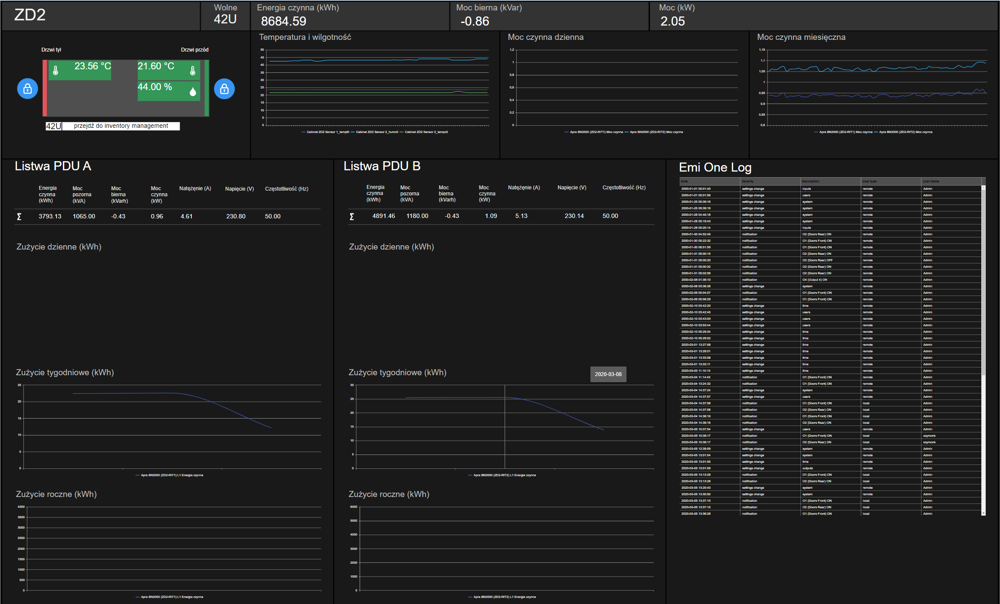 ZD2
Wolne
42U
Energia czynna (kWh)
8684.59
Moc bierna (kVar)
-0.86
Moc (kW)
2.05
Drzwi tył
Drzwi przód
23.56 °C
21.60 °C
44.00 %
42U przejdź do inventory management
Temperatura i wilgotność
50
45
40
35
30
25
20
15
10
5
0
Cabinet ZD2 Sensor 1_tempt0 Cabinet ZD2 Sensor 2_humc0 Cabinet ZD2 Sensor 2_tempc0
Moc czynna dzienna
1,2
1
0,8
0,6
0,4
0,2
0
Apra BN2000 (ZD2-RIT1) Moc czynna Apra BN2000 (ZD2-RIT2) Moc czynna
Moc czynna miesięczna
1,15
1,1
1,05
1
0,95
0,9
0,85
0,8
Apra BN2000 (ZD2-RIT1) Moc czynna Apra BN2000 (ZD2-RIT2) Moc czynna
Listwa PDU A
Energia czynna (kWh) Moc pozorna (kVA) Moc bierna (kVarh) Moc czynna (kW) Natężęnie (A) Napięcie (V) Częstotliwość (Hz)
Σ 3793.13 1065.00 -0.43 0.96 4.61 230.80 50.00
Zużycie dzienne (kWh)
Zużycie tygodniowe (kWh)
25
20
15
10
5
0
Apra BN2000 (ZD2-RIT1) L1 Energia czynna
Zużycie roczne (kWh)
4000
3500
3000
2500
2000
1500
1000
500
0
Apra BN2000 (ZD2-RIT1) L1 Energia czynna
Listwa PDU B
Energia czynna (kWh) Moc pozorna (kVA) Moc bierna (kVarh) Moc czynna (kW) Natężęnie (A) Napięcie (V) Częstotliwość (Hz)
Σ 4891.46 1180.00 -0.43 1.09 5.13 230.14 50.00
Zużycie dzienne (kWh)
Zużycie tygodniowe (kWh)
2020-03-08
30
25
20
15
10
5
0
Apra BN2000 (ZD2-RIT2) L1 Energia czynna
Zużycie roczne (kWh)
6000
5000
4000
3000
2000
1000
0
Apra BN2000 (ZD2-RIT2) L1 Energia czynna
Emi One Log
Date Severity Description User type User Name
2000-01-01 00:01:40 settings change inputs remote Admin
2000-01-01 00:01:56 settings change users remote Admin
2000-01-25 05:39:16 settings change system remote Admin
2000-01-25 05:39:19 settings change system remote Admin
2000-01-28 04:46:18 settings change system remote Admin
2000-01-28 05:19:43 settings change system remote Admin
2000-01-28 05:20:14 settings change inputs remote Admin
2000-01-30 04:52:46 notification O2 (Doors Rear) ON remote Admin
2000-01-30 05:22:32 notification O1 (Doors Front) ON remote Admin
2000-01-30 06:51:59 notification O1 (Doors Front) ON remote Admin
2000-01-31 05:00:15 notification O2 (Doors Rear) ON remote Admin
2000-01-31 05:00:20 notification O2 (Doors Rear) OFF remote Admin
2000-01-31 05:00:32 notification O2 (Doors Rear) ON remote Admin
2000-01-31 05:02:58 notification O2 (Doors Rear) ON remote Admin
2000-02-08 01:38:10 notification O4 (Output 4) ON remote Admin
2000-02-08 03:36:38 settings change system remote Admin
2000-02-09 00:04:07 notification O1 (Doors Front) ON remote Admin
2000-02-09 00:58:29 notification O1 (Doors Front) ON remote Admin
2000-02-10 03:42:20 settings change time remote Admin
2000-02-10 03:42:45 settings change users remote Admin
2000-02-10 03:43:03 settings change users remote Admin
2000-02-10 03:53:44 settings change users remote Admin
2000-02-10 05:29:34 settings change time remote Admin
2000-02-10 05:29:52 settings change time remote Admin
2020-03-01 13:27:58 settings change time remote Admin
2020-03-01 13:28:01 settings change time remote Admin
2020-03-01 13:33:08 settings change time remote Admin
2020-03-01 13:33:11 settings change time remote Admin
2020-03-02 11:10:10 settings change time remote Admin
2020-03-04 11:14:43 notification O1 (Doors Front) ON remote Admin
2020-03-04 13:24:32 notification O1 (Doors Front) ON remote Admin
2020-03-04 14:37:24 settings change system remote Admin
2020-03-04 14:37:57 settings change users remote Admin
2020-03-04 14:37:58 notification O1 (Doors Front) ON local Admin
2020-03-04 14:37:58 notification O2 (Doors Rear) ON local Admin
2020-03-04 14:38:16 notification O1 (Doors Front) ON local Admin
2020-03-04 14:38:16 notification O2 (Doors Rear) ON local Admin
2020-03-05 10:37:54 settings change users remote Admin
2020-03-05 10:38:17 notification O1 (Doors Front) ON local szymonk
2020-03-05 10:38:17 notification O2 (Doors Rear) ON local szymonk
2020-03-05 12:39:09 settings change system remote Admin
2020-03-05 13:01:54 settings change system remote Admin
2020-03-05 13:01:55 settings change time remote Admin
2020-03-05 13:01:59 settings change outputs remote Admin
2020-03-05 13:13:28 notification O1 (Doors Front) ON local Admin
2020-03-05 13:13:28 notification O2 (Doors Rear) ON local Admin
2020-03-05 13:20:40 settings change system remote Admin
2020-03-05 13:30:50 settings change system remote Admin
2020-03-05 13:37:15 notification O1 (Doors Front) ON local Admin
2020-03-05 13:37:15 notification O2 (Doors Rear) ON local Admin
2020-03-05 13:38:28 notification O1 (Doors Front) ON local Admin